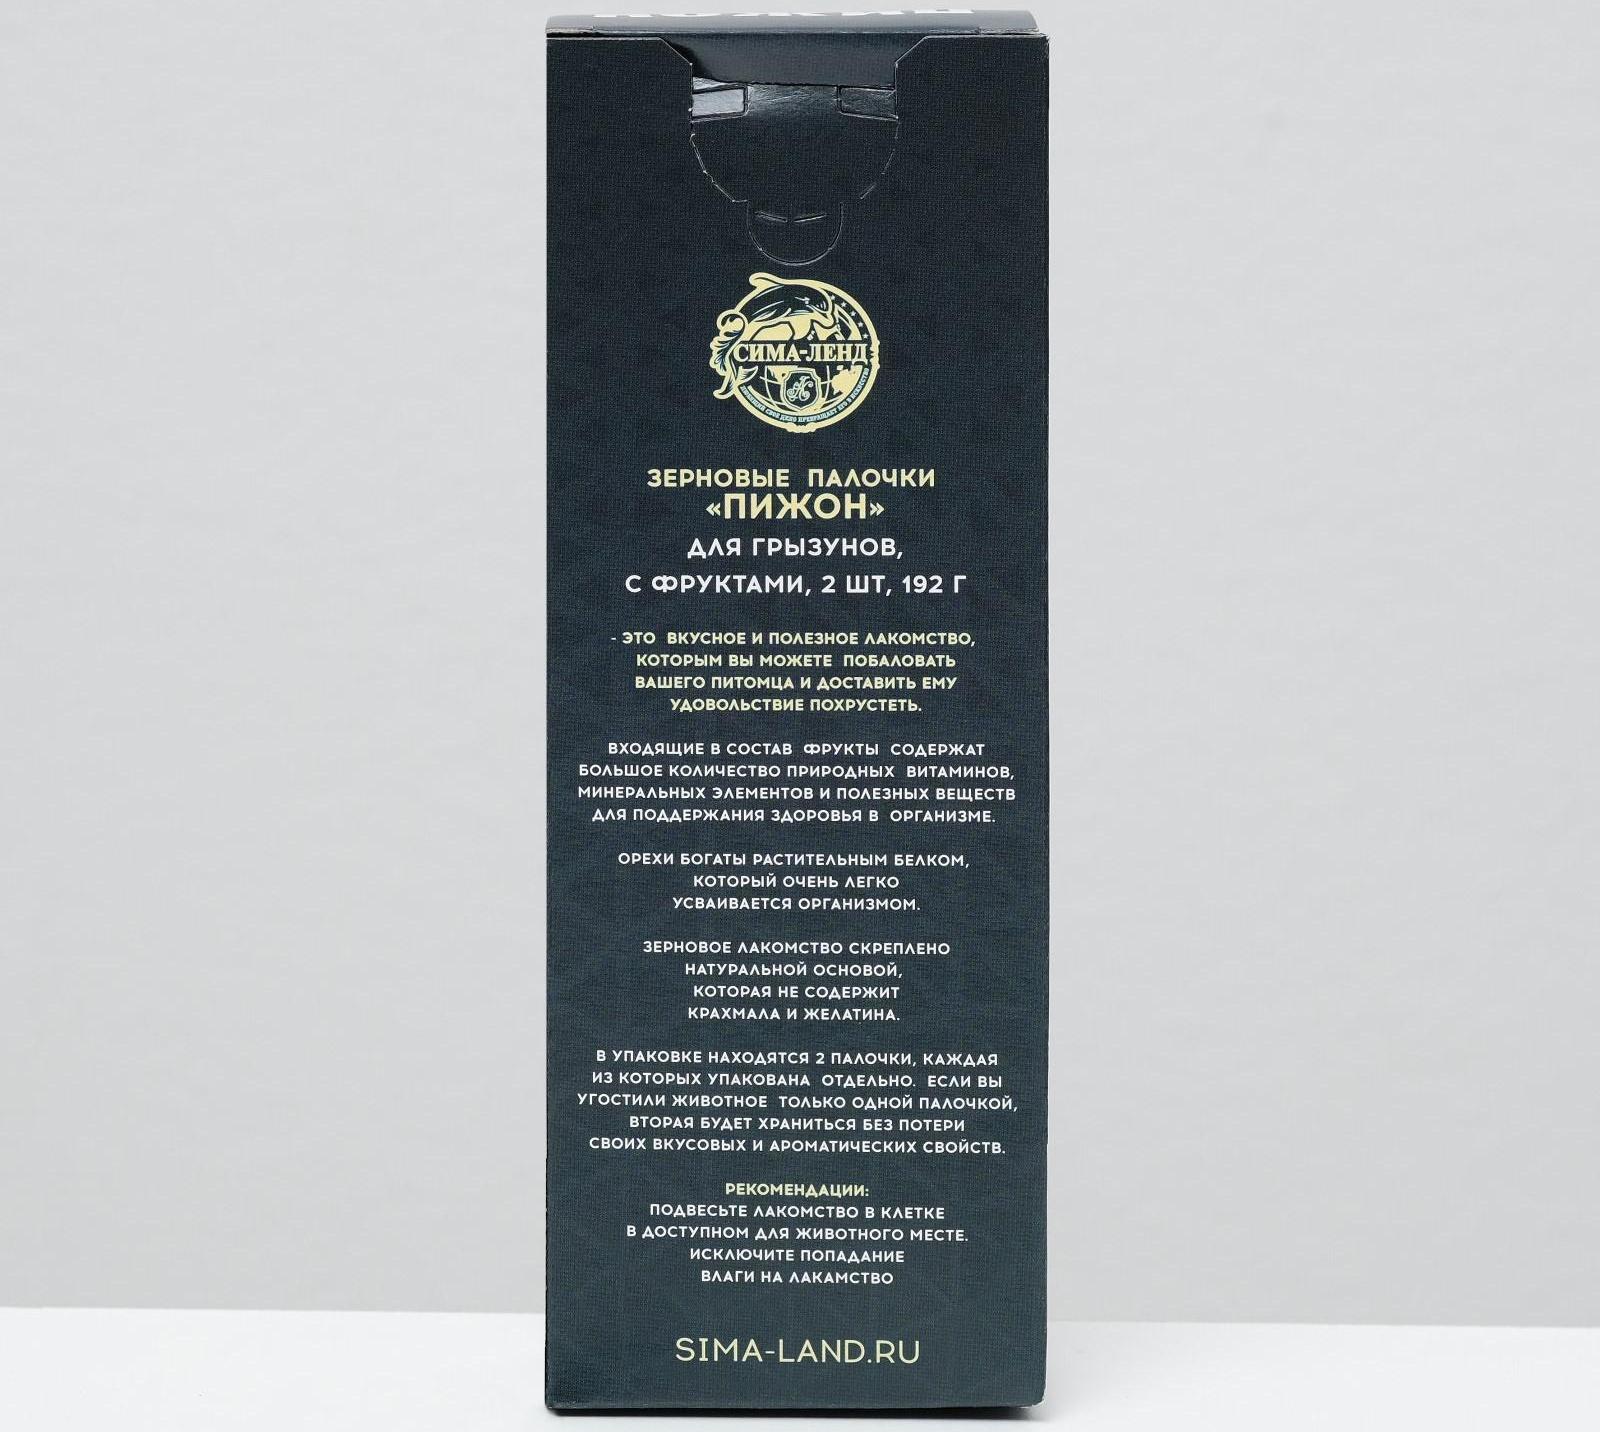 СИМА-ЛЕНД
ЗЕРНОВЫЕ ПАЛОЧКИ
«ПИЖОН»
ДЛЯ ГРЫЗУНОВ,
С ФРУКТАМИ, 2 ШТ, 192 Г
- ЭТО ВКУСНОЕ И ПОЛЕЗНОЕ ЛАКОМСТВО,
КОТОРЫМ ВЫ МОЖЕТЕ ПОБАЛОВАТЬ
ВАШЕГО ПИТОМЦА И ДОСТАВИТЬ ЕМУ
УДОВОЛЬСТВИЕ ПОХРУСТЕТЬ.
ВХОДЯЩИЕ В СОСТАВ ФРУКТЫ СОДЕРЖАТ
БОЛЬШОЕ КОЛИЧЕСТВО ПРИРОДНЫХ ВИТАМИНОВ,
МИНЕРАЛЬНЫХ ЭЛЕМЕНТОВ И ПОЛЕЗНЫХ ВЕЩЕСТВ
ДЛЯ ПОДДЕРЖАНИЯ ЗДОРОВЬЯ В ОРГАНИЗМЕ.
ОРЕХИ БОГАТЫ РАСТИТЕЛЬНЫМ БЕЛКОМ,
КОТОРЫЙ ОЧЕНЬ ЛЕГКО
УСВАИВАЕТСЯ ОРГАНИЗМОМ.
ЗЕРНОВОЕ ЛАКОМСТВО СКРЕПЛЕНО
НАТУРАЛЬНОЙ ОСНОВОЙ,
КОТОРАЯ НЕ СОДЕРЖИТ
КРАХМАЛА И ЖЕЛАТИНА.
В УПАКОВКЕ НАХОДЯТСЯ 2 ПАЛОЧКИ, КАЖДАЯ
ИЗ КОТОРЫХ УПАКОВАНА ОТДЕЛЬНО. ЕСЛИ ВЫ
УГОСТИЛИ ЖИВОТНОЕ ТОЛЬКО ОДНОЙ ПАЛОЧКОЙ,
ВТОРАЯ БУДЕТ ХРАНИТЬСЯ БЕЗ ПОТЕРИ
СВОИХ ВКУСОВЫХ И АРОМАТИЧЕСКИХ СВОЙСТВ.
РЕКОМЕНДАЦИИ:
ПОДВЕСЬТЕ ЛАКОМСТВО В КЛЕТКЕ
В ДОСТУПНОМ ДЛЯ ЖИВОТНОГО МЕСТЕ.
ИСКЛЮЧИТЕ ПОПАДАНИЕ
ВЛАГИ НА ЛАКАМСТВО
SIMA-LAND.RU